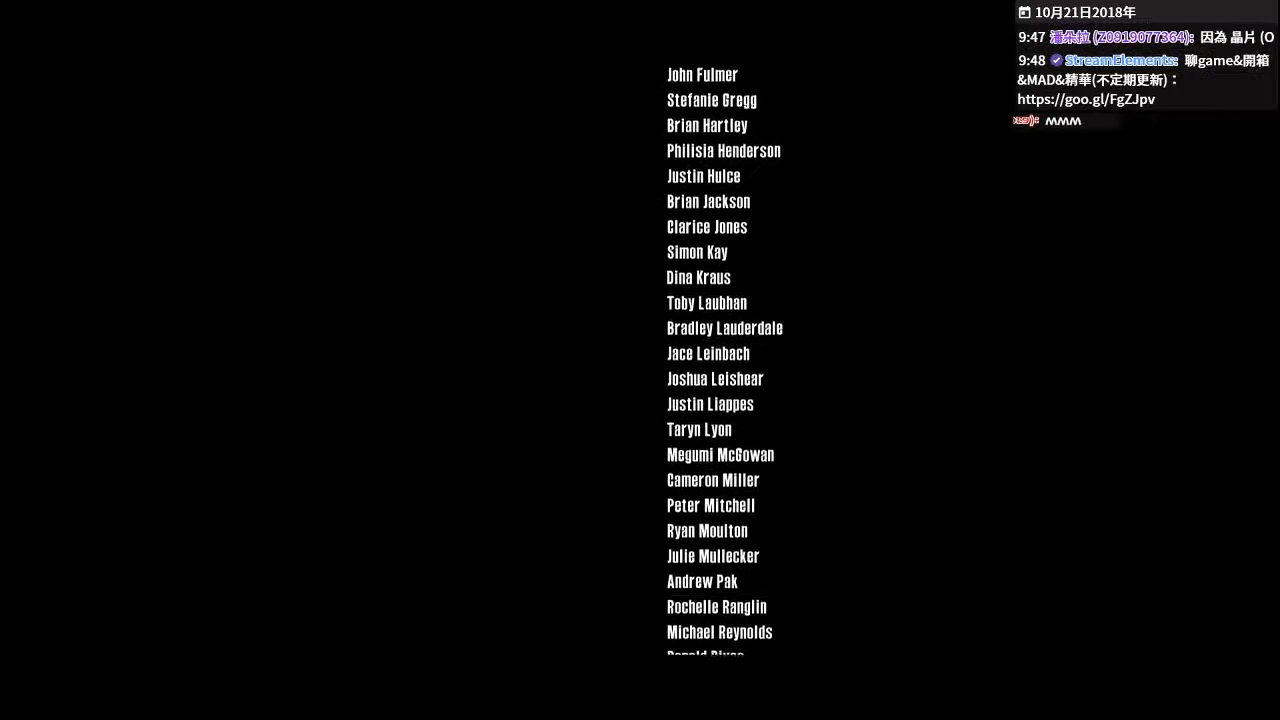 10月21日2018年
9:47 潘朵拉 (Z0919077364): 因為 晶片 (O
9:48 StreamElements: 聊game&開箱
&MAD&精華(不定期更新)：
https://goo.gl/FgZJpv
ᴍᴍᴍ
John Fulmer
Stefanie Gregg
Brian Hartley
Philisia Henderson
Justin Hulce
Brian Jackson
Clarice Jones
Simon Kay
Dina Kraus
Toby Laubhan
Bradley Lauderdale
Jace Leinbach
Joshua Leishear
Justin Liappes
Taryn Lyon
Megumi McGowan
Cameron Miller
Peter Mitchell
Ryan Moulton
Julie Mullecker
Andrew Pak
Rochelle Ranglin
Michael Reynolds